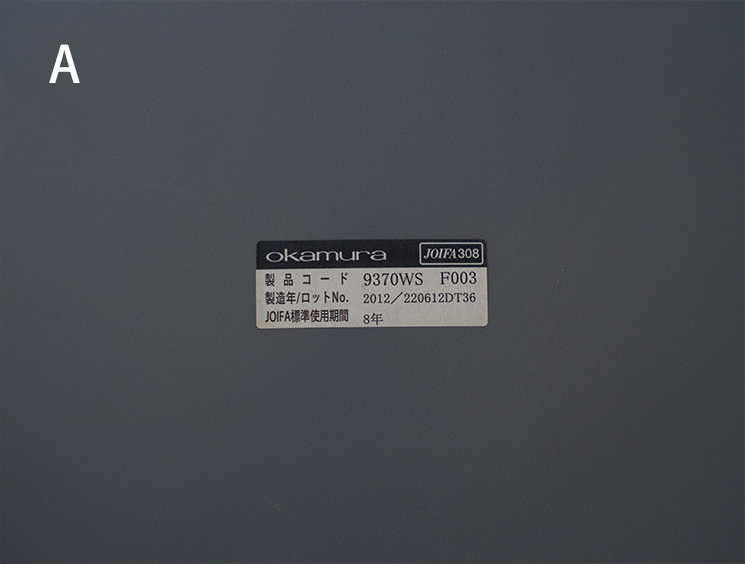 A
okamura JOIFA308
製品コード 9370WS F003
製造年/ロットNo. 2012/220612DT36
JOIFA標準使用期間 8年